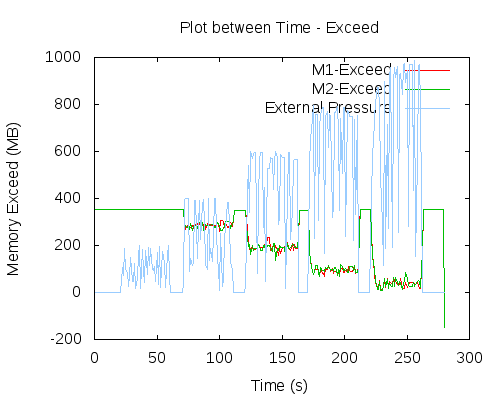 Plot between Time - Exceed
1000
M1-Exceed
M2-Exceed
800
External Pressure
600
400
200
0
-200
Memory Exceed (MB)
0 50 100 150 200 250 300
Time (s)